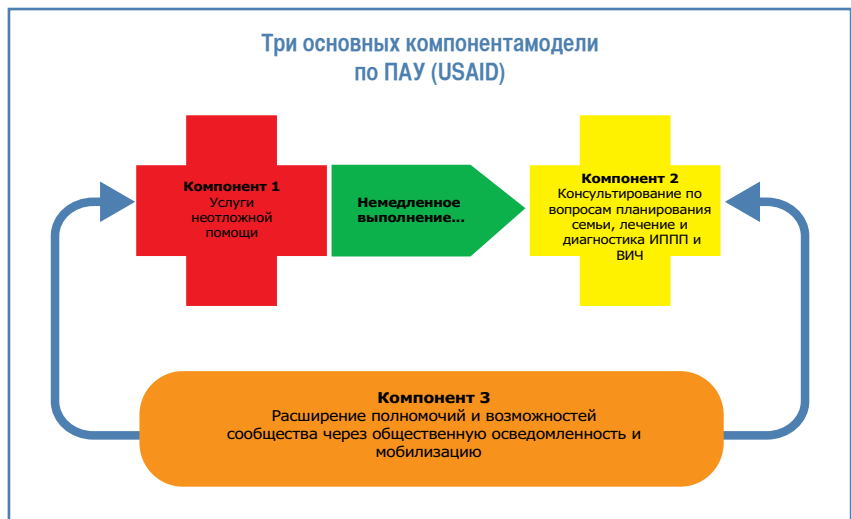 Три основных компонентамодели
по ПАУ (USAID)
Компонент 1
Услуги
неотложной
помощи
Немедленное
выполнение...
Компонент 2
Консультирование по
вопросам планирования
семьи, лечение и
диагностика ИППП и
ВИЧ
Компонент 3
Расширение полномочий и возможностей
сообщества через общественную осведомленность и
мобилизацию